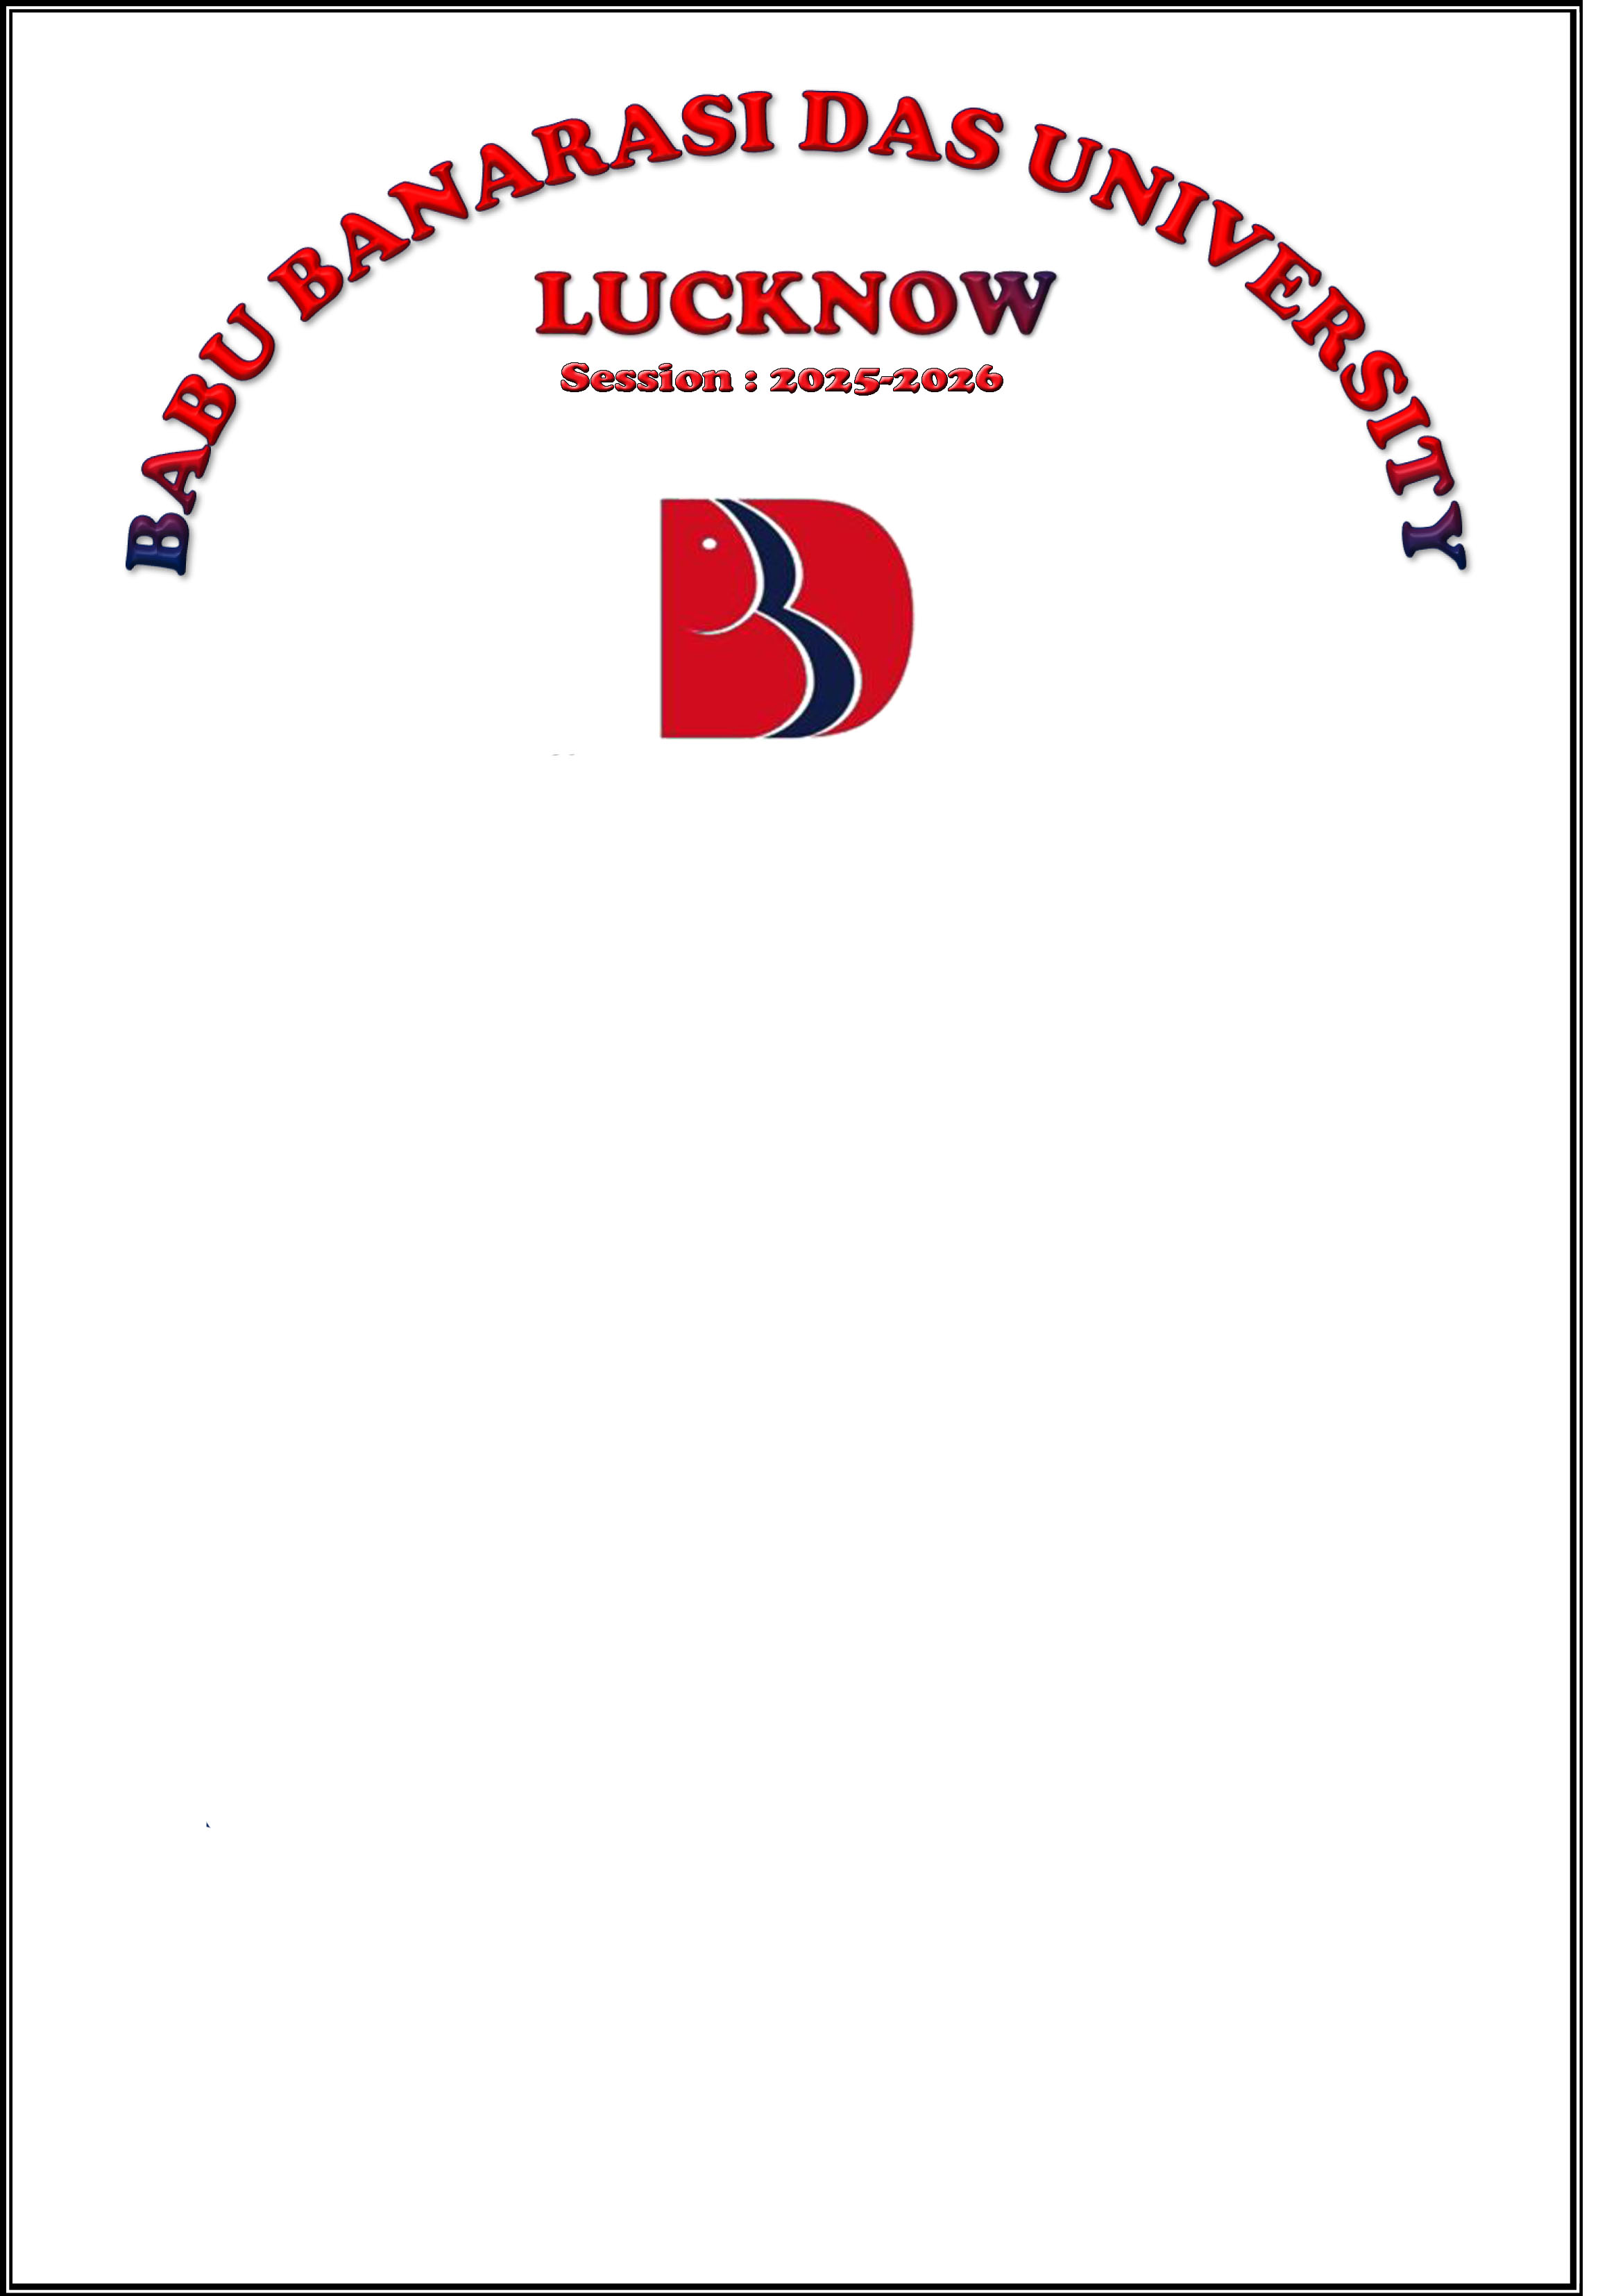 BABU BANARASI DAS UNIVERSITY
LUCKNOW
Session : 2025-2026